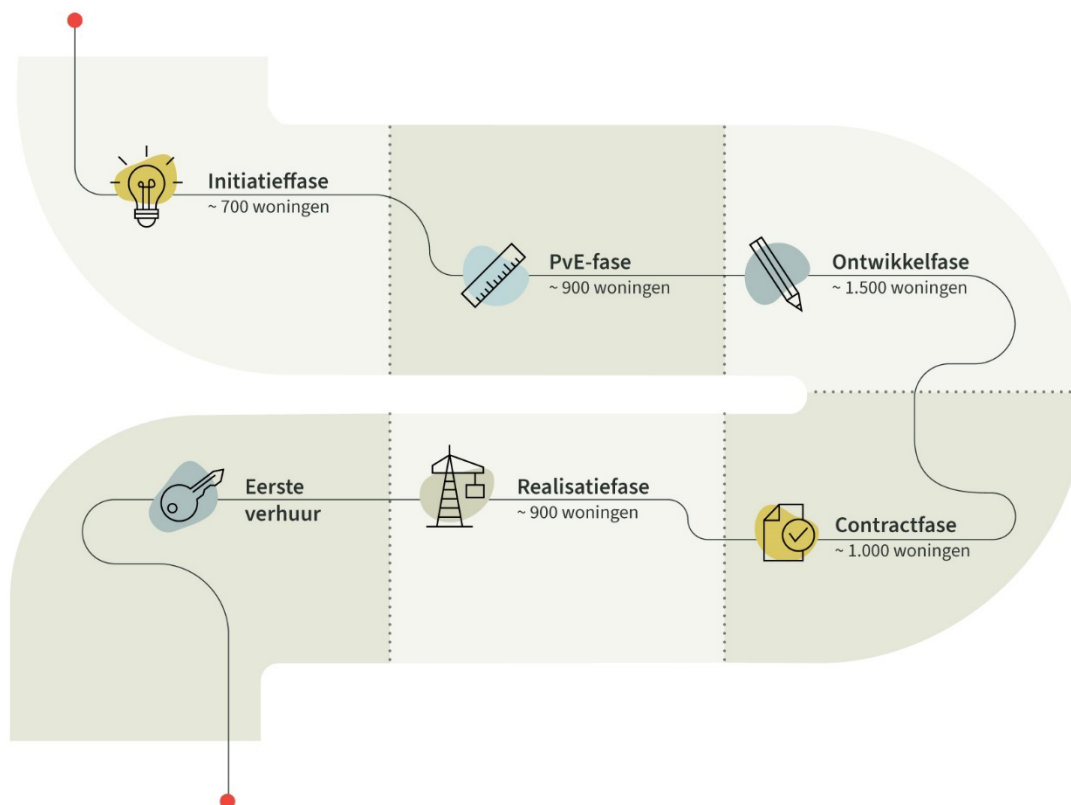 Initiatieffase
~ 700 woningen
PvE-fase
~ 900 woningen
Ontwikkelfase
~ 1.500 woningen
Contractfase
~ 1.000 woningen
Realisatiefase
~ 900 woningen
Eerste
verhuur